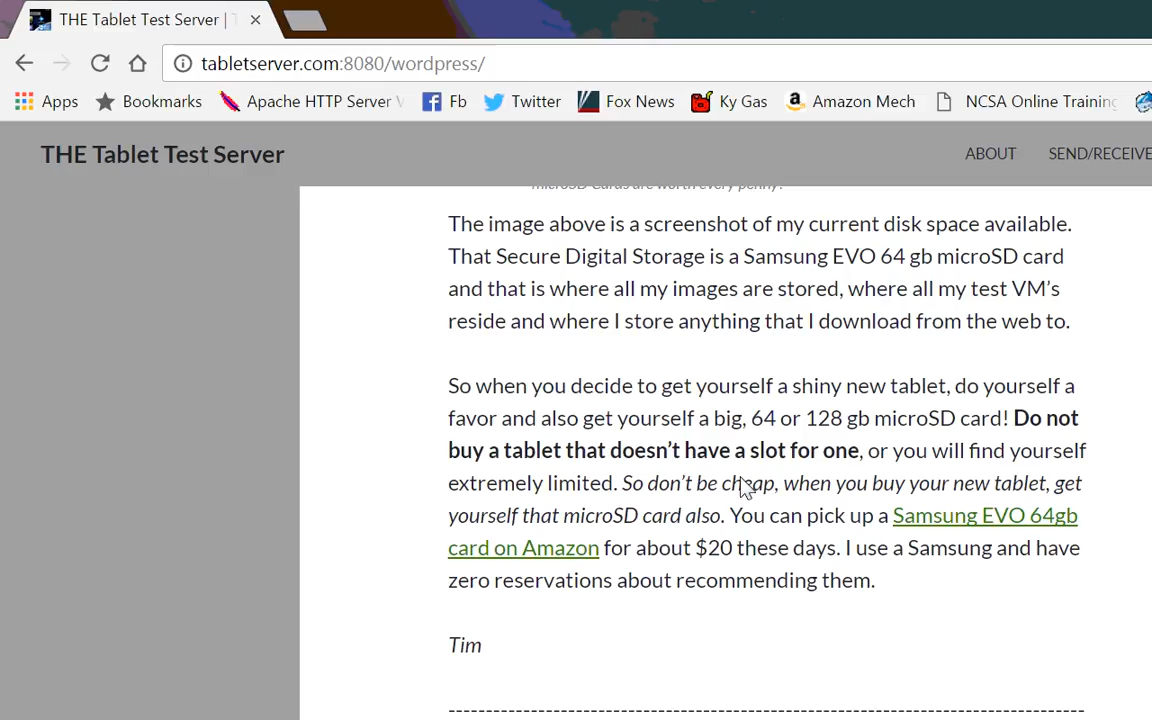 THE Tablet Test Server |
tabletserver.com:8080/wordpress/
Apps Bookmarks Apache HTTP Server Fb Twitter Fox News Ky Gas Amazon Mech NCSA Online Training
THE Tablet Test Server ABOUT SEND/RECEIVE
microSD Cards are worth every penny!
The image above is a screenshot of my current disk space available.
That Secure Digital Storage is a Samsung EVO 64 gb microSD card
and that is where all my images are stored, where all my test VM’s
reside and where I store anything that I download from the web to.
So when you decide to get yourself a shiny new tablet, do yourself a
favor and also get yourself a big, 64 or 128 gb microSD card! Do not
buy a tablet that doesn’t have a slot for one, or you will find yourself
extremely limited. So don’t be cheap, when you buy your new tablet, get
yourself that microSD card also. You can pick up a Samsung EVO 64gb
card on Amazon for about $20 these days. I use a Samsung and have
zero reservations about recommending them.
Tim
--------------------------------------------------------------------------------